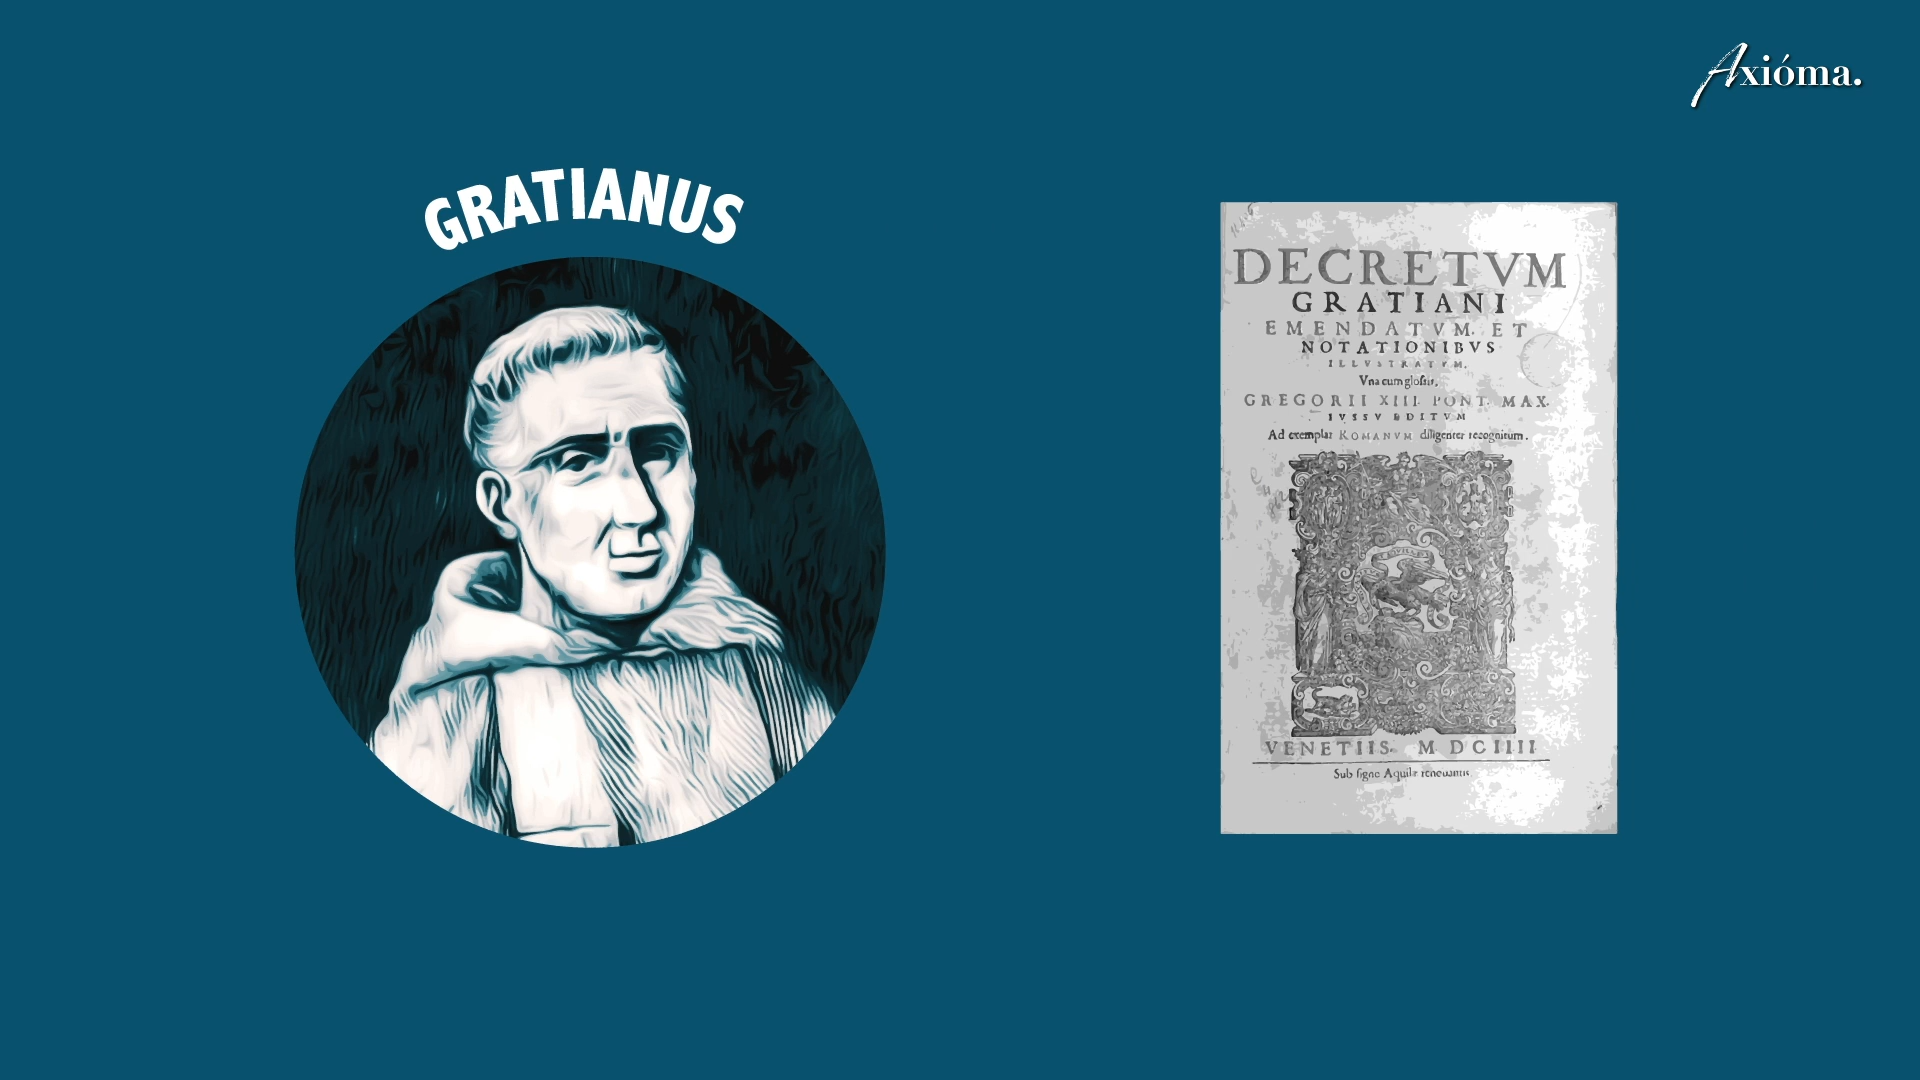 Axióma.
GRATIANUS
DECRETVM
GRATIANI
EMENDATVM ET
NOTATIONIBVS
ILLVSTRATVM.
Vna cum glossis,
GREGORII XIII PONT. MAX.
IVSSV EDITVM
Ad exemplar ROMANVM diligenter recognitum.
VENETIIS. M DCIIII
Sub signo Aquilæ renouantis.